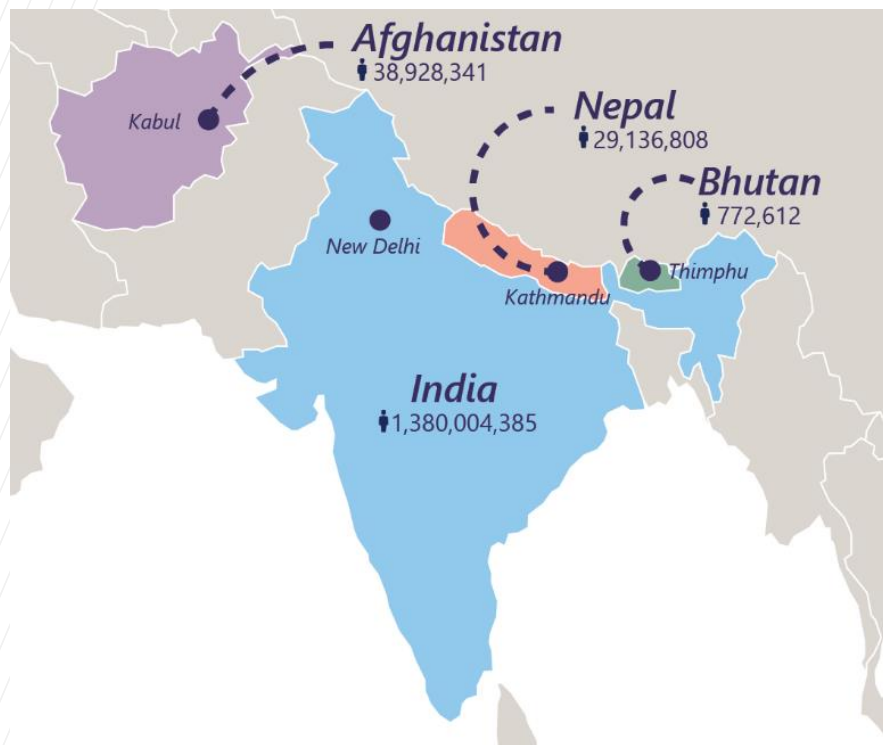 Afghanistan
38,928,341
Kabul
Nepal
29,136,808
Bhutan
772,612
New Delhi
Thimphu
Kathmandu
India
1,380,004,385